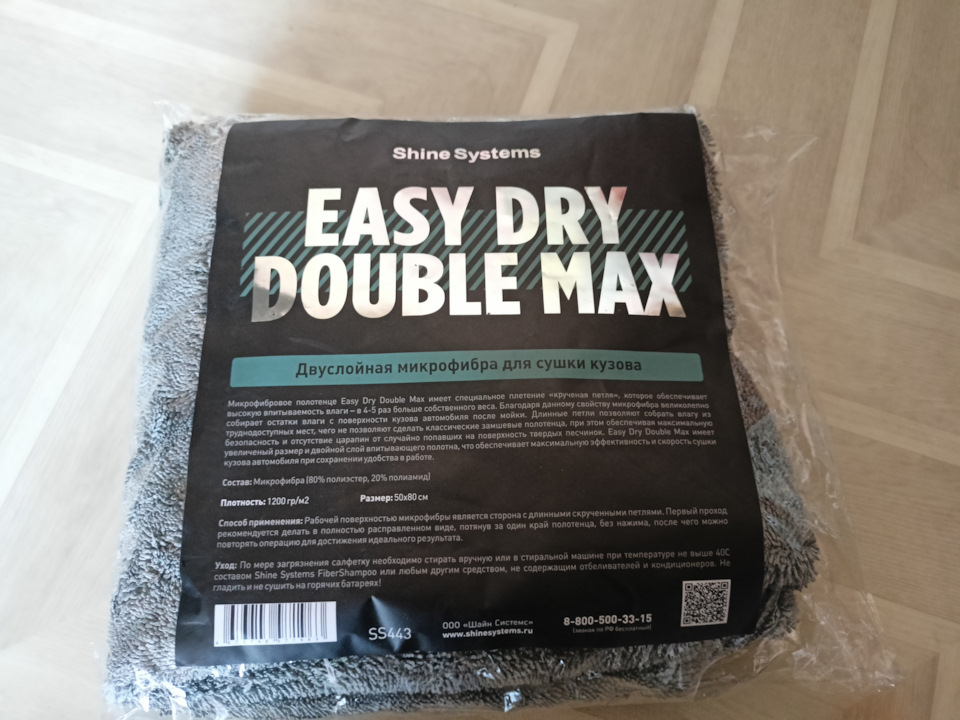 Shine Systems
EASY DRY
DOUBLE MAX
Двуслойная микрофибра для сушки кузова
Микрофибровое полотенце Easy Dry Double Max имеет специальное плетение «крученая петля», которое обеспечивает
высокую впитываемость влаги – в 4-5 раз больше собственного веса. Благодаря данному свойству микрофибра великолепно
собирает остатки влаги с поверхности кузова автомобиля после мойки. Длинные петли позволяют собрать влагу из
труднодоступных мест, чего не позволяют сделать классические замшевые полотенца, при этом обеспечивая максимальную
безопасность и отсутствие царапин от случайно попавших на поверхность твердых песчинок. Easy Dry Double Max имеет
увеличеный размер и двойной слой впитывающего полотна, что обеспечивает максимальную эффективность и скорость сушки
кузова автомобиля при сохранении удобства в работе.
Состав: Микрофибра (80% полиэстер, 20% полиамид)
Плотность: 1200 гр/м2 Размер: 50х80 см
Способ применения: Рабочей поверхностью микрофибры является сторона с длинными скрученными петлями. Первый проход
рекомендуется делать в полностью расправленном виде, потянув за один край полотенца, без нажима, после чего можно
повторять операцию для достижения идеального результата.
Уход: По мере загрязнения салфетку необходимо стирать вручную или в стиральной машине при температуре не выше 40С
составом Shine Systems FiberShampoo или любым другим средством, не содержащим отбеливателей и кондиционеров. Не
гладить и не сушить на горячих батареях!
SS443
ООО «Шайн Системс»
www.shinesystems.ru
8-800-500-33-15
(звонок по РФ бесплатный)